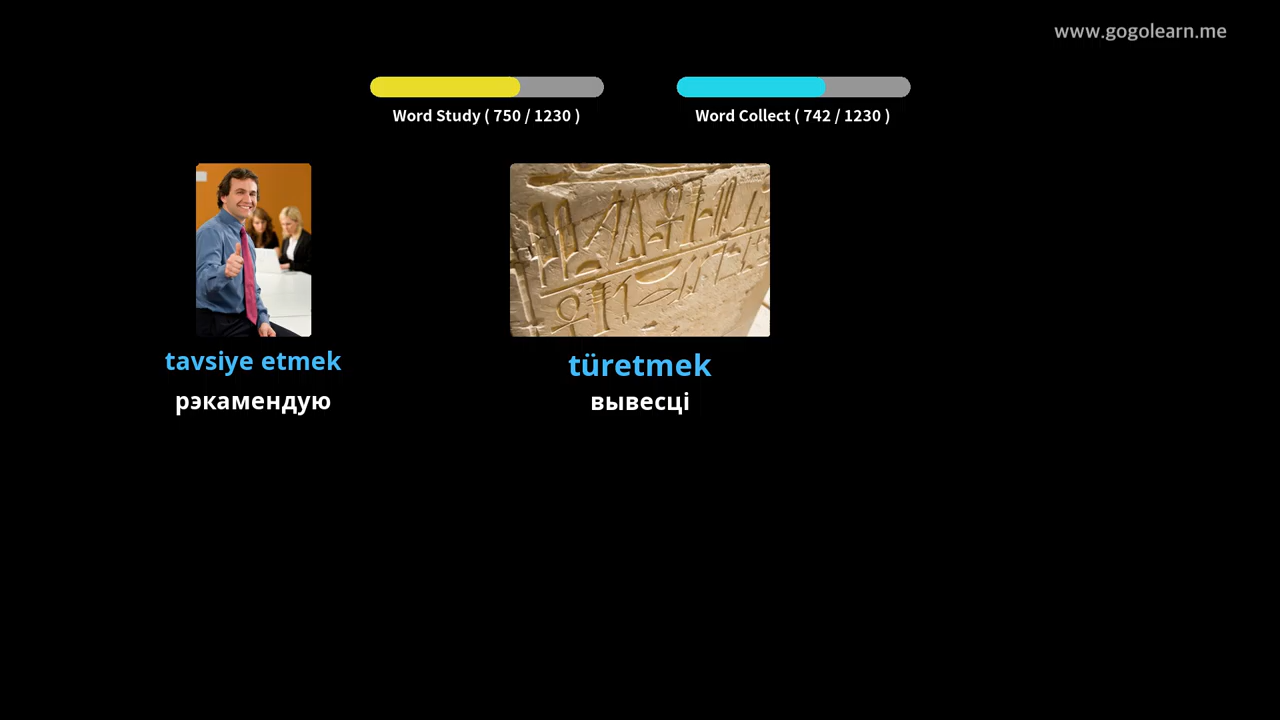 www.gogolearn.me
Word Study ( 750 / 1230 )
Word Collect ( 742 / 1230 )
tavsiye etmek
рэкамендую
türetmek
вывесці